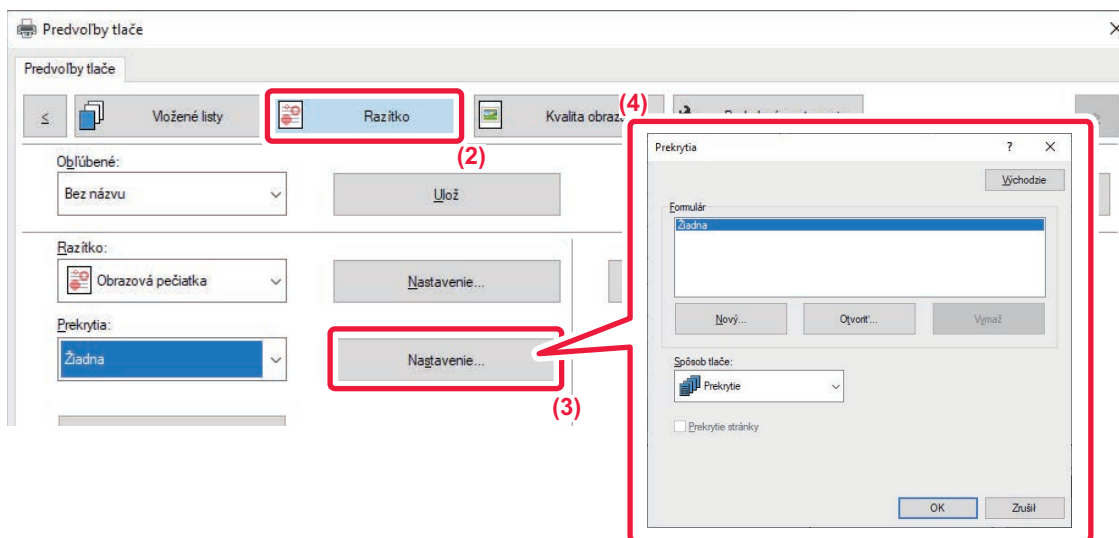 Predvoľby tlače
Predvoľby tlače
≤
Vložené listy
Razítko
Kvalita obraz
(4)
(2)
Obľúbené:
Bez názvu
Ulož
Razítko:
Obrazová pečiatka
Nastavenie...
Prekrytia:
Žiadna
Nastavenie...
(3)
Prekrytia
?
Východzie
Formulár
Žiadna
Nový...
Otvoriť...
Vymaž
Spôsob tlače:
Prekrytie
Prekrytie stránky
OK
Zrušiť